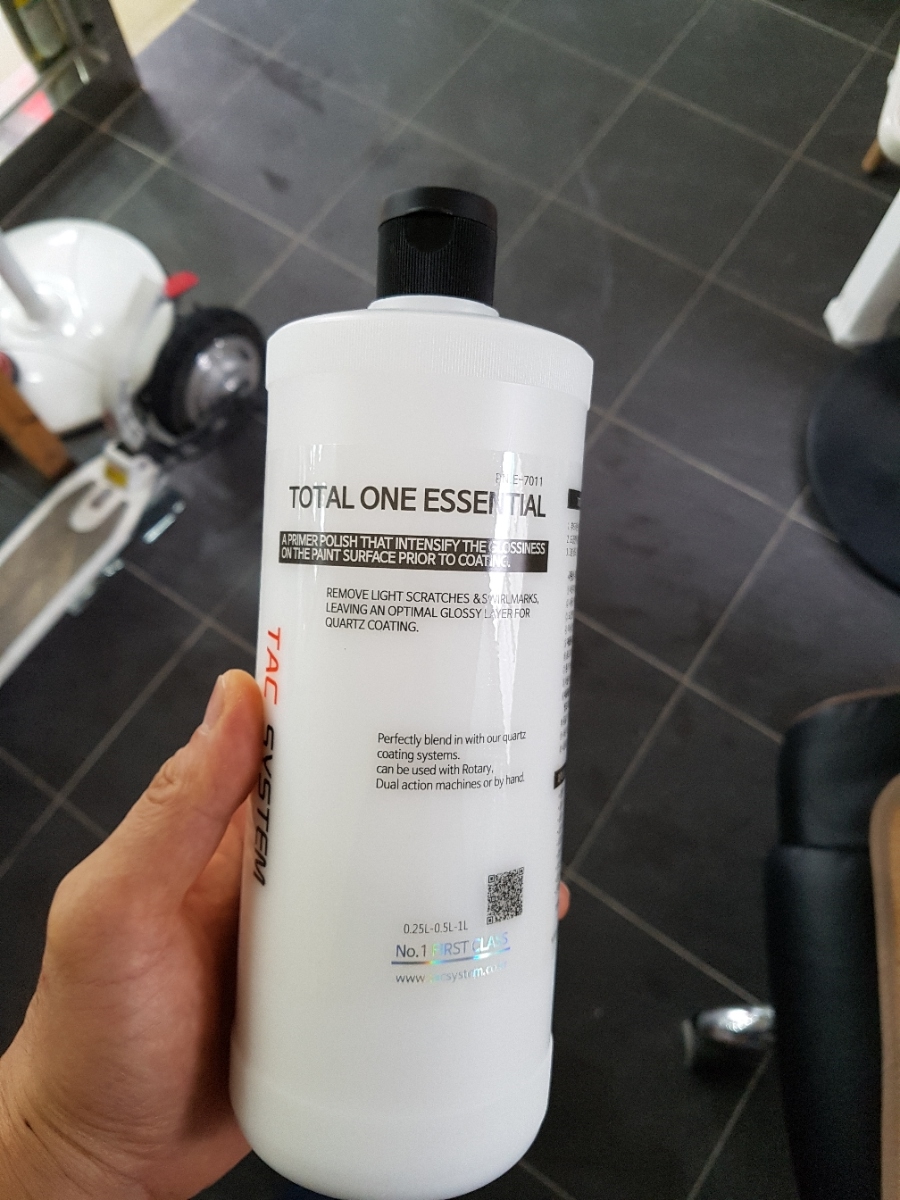 E-7011
TOTAL ONE ESSENTIAL
A PRIMER POLISH THAT INTENSIFY THE GLOSSINESS
ON THE PAINT SURFACE PRIOR TO COATING.
REMOVE LIGHT SCRATCHES & SWIRLMARKS,
LEAVING AN OPTIMAL GLOSSY LAYER FOR
QUARTZ COATING.
TAC SYSTEM
Perfectly blend in with our quartz
coating systems.
can be used with Rotary,
Dual action machines or by hand.
0.25L-0.5L-1L
No.1 FIRST CLASS